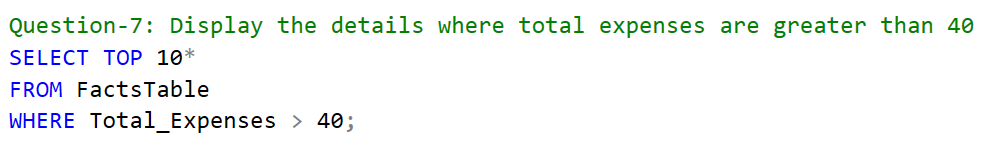 Question-7: Display the details where total expenses are greater than 40
SELECT TOP 10*
FROM FactsTable
WHERE Total_Expenses > 40;